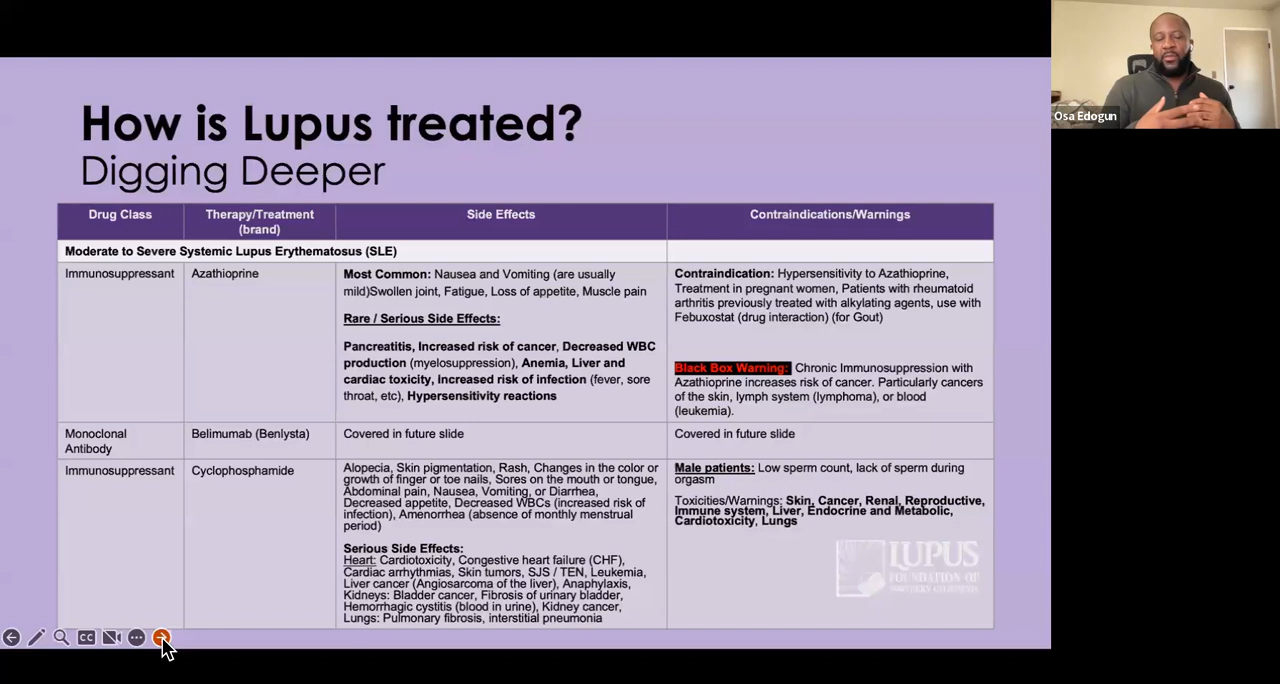 Osa Edogun
How is Lupus treated?
Digging Deeper
Drug Class
Therapy/Treatment
(brand)
Side Effects
Contraindications/Warnings
Moderate to Severe Systemic Lupus Erythematosus (SLE)
Immunosuppressant
Azathioprine
Most Common: Nausea and Vomiting (are usually
mild)Swollen joint, Fatigue, Loss of appetite, Muscle pain
Rare / Serious Side Effects:
Pancreatitis, Increased risk of cancer, Decreased WBC
production (myelosuppression), Anemia, Liver and
cardiac toxicity, Increased risk of infection (fever, sore
throat, etc), Hypersensitivity reactions
Contraindication: Hypersensitivity to Azathioprine,
Treatment in pregnant women, Patients with rheumatoid
arthritis previously treated with alkylating agents, use with
Febuxostat (drug interaction) (for Gout)
Black Box Warning: Chronic Immunosuppression with
Azathioprine increases risk of cancer. Particularly cancers
of the skin, lymph system (lymphoma), or blood
(leukemia).
Monoclonal
Antibody
Belimumab (Benlysta)
Covered in future slide
Covered in future slide
Immunosuppressant
Cyclophosphamide
Alopecia, Skin pigmentation, Rash, Changes in the color or
growth of finger or toe nails, Sores on the mouth or tongue,
Abdominal pain, Nausea, Vomiting, or Diarrhea,
Decreased appetite, Decreased WBCs (increased risk of
infection), Amenorrhea (absence of monthly menstrual
period)
Serious Side Effects:
Heart: Cardiotoxicity, Congestive heart failure (CHF),
Cardiac arrhythmias, Skin tumors, SJS / TEN, Leukemia,
Liver cancer (Angiosarcoma of the liver), Anaphylaxis,
Kidneys: Bladder cancer, Fibrosis of urinary bladder,
Hemorrhagic cystitis (blood in urine), Kidney cancer,
Lungs: Pulmonary fibrosis, interstitial pneumonia
Male patients: Low sperm count, lack of sperm during
orgasm
Toxicities/Warnings: Skin, Cancer, Renal, Reproductive,
Immune system, Liver, Endocrine and Metabolic,
Cardiotoxicity, Lungs
LUPUS
FOUNDATION OF
NORTHERN CALIFORNIA
CC